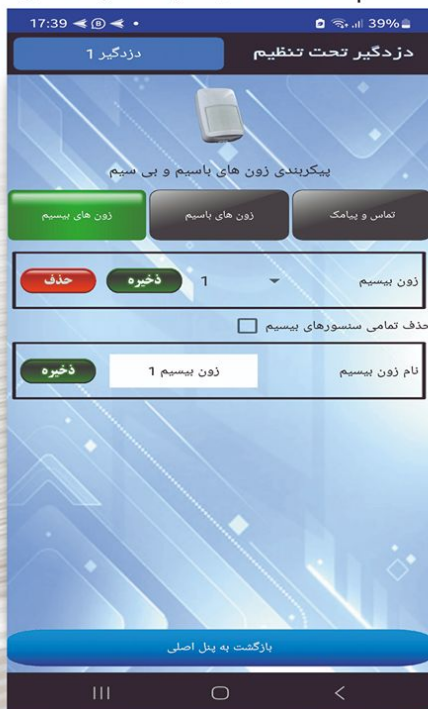 17:39
39%
دزدگیر تحت تنظیم
دزدگیر 1
پیکربندی زون های باسیم و بی سیم
تماس و پیامک
زون های باسیم
زون های بیسیم
زون بیسیم
1
ذخیره
حذف
حذف تمامی سنسورهای بیسیم
نام زون بیسیم
زون بیسیم 1
ذخیره
بازگشت به پنل اصلی